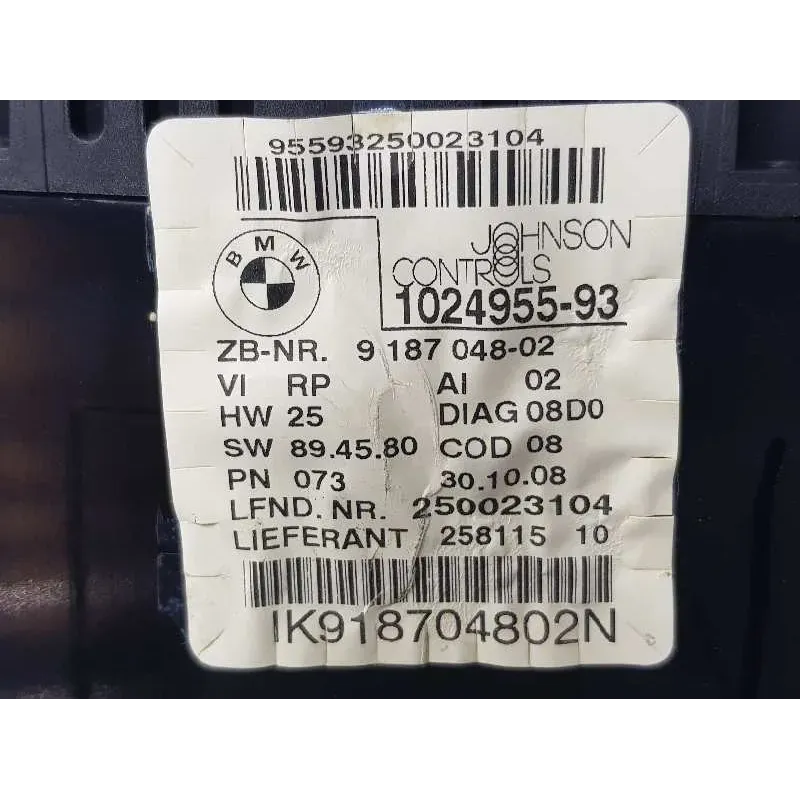 95593250023104
BMW
JOHNSON
CONTROLS
1024955-93
ZB-NR. 9 187 048-02
VI RP AI 02
HW 25 DIAG 08D0
SW 89.45.80 COD 08
PN 073 30.10.08
LFND. NR. 250023104
LIEFERANT 258115 10
IK918704802N